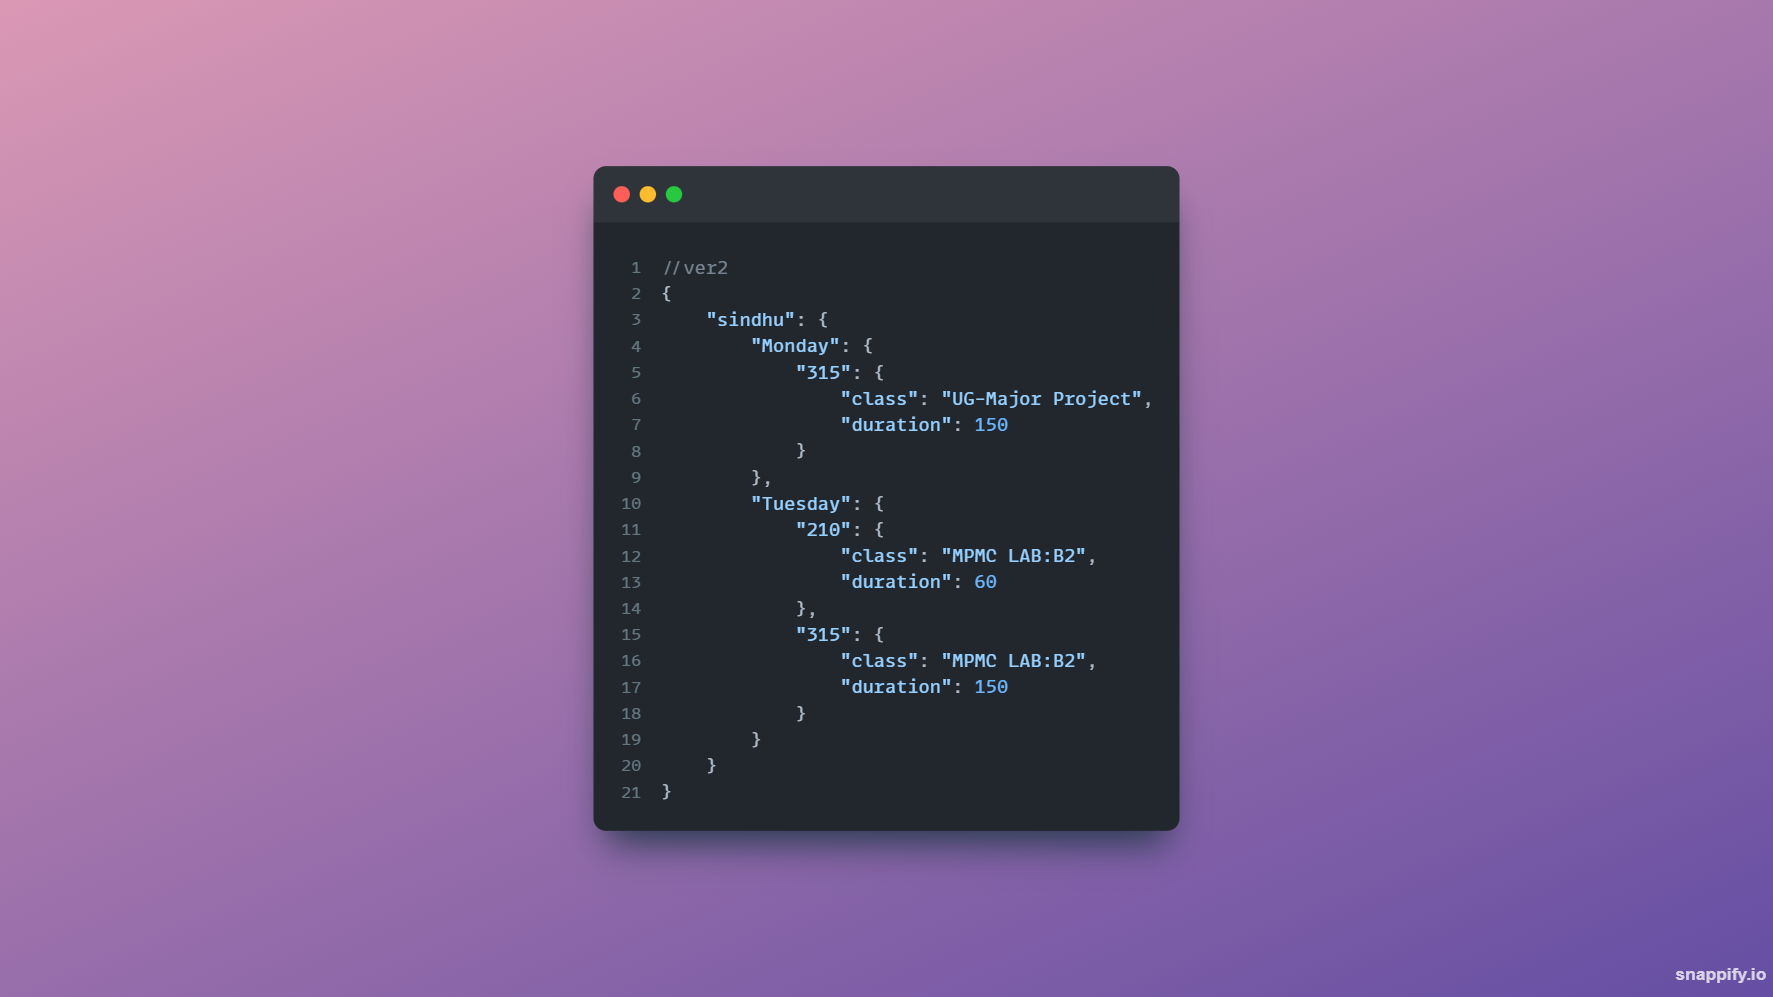 1 //ver2
2 {
3     "sindhu": {
4         "Monday": {
5             "315": {
6                 "class": "UG-Major Project",
7                 "duration": 150
8             }
9         },
10         "Tuesday": {
11             "210": {
12                 "class": "MPMC LAB:B2",
13                 "duration": 60
14             },
15             "315": {
16                 "class": "MPMC LAB:B2",
17                 "duration": 150
18             }
19         }
20     }
21 }
snappify.io